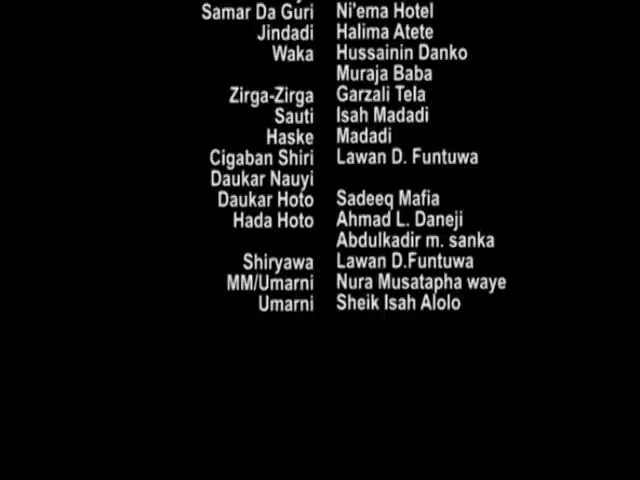 Samar Da Guri Ni'ema Hotel
Jindadi Halima Atete
Waka Hussainin Danko
Muraja Baba
Zirga-Zirga Garzali Tela
Sauti Isah Madadi
Haske Madadi
Cigaban Shiri Lawan D. Funtuwa
Daukar Nauyi
Daukar Hoto Sadeeq Mafia
Hada Hoto Ahmad L. Daneji
Abdulkadir m. sanka
Shiryawa Lawan D.Funtuwa
MM/Umarni Nura Musatapha waye
Umarni Sheik Isah Alolo